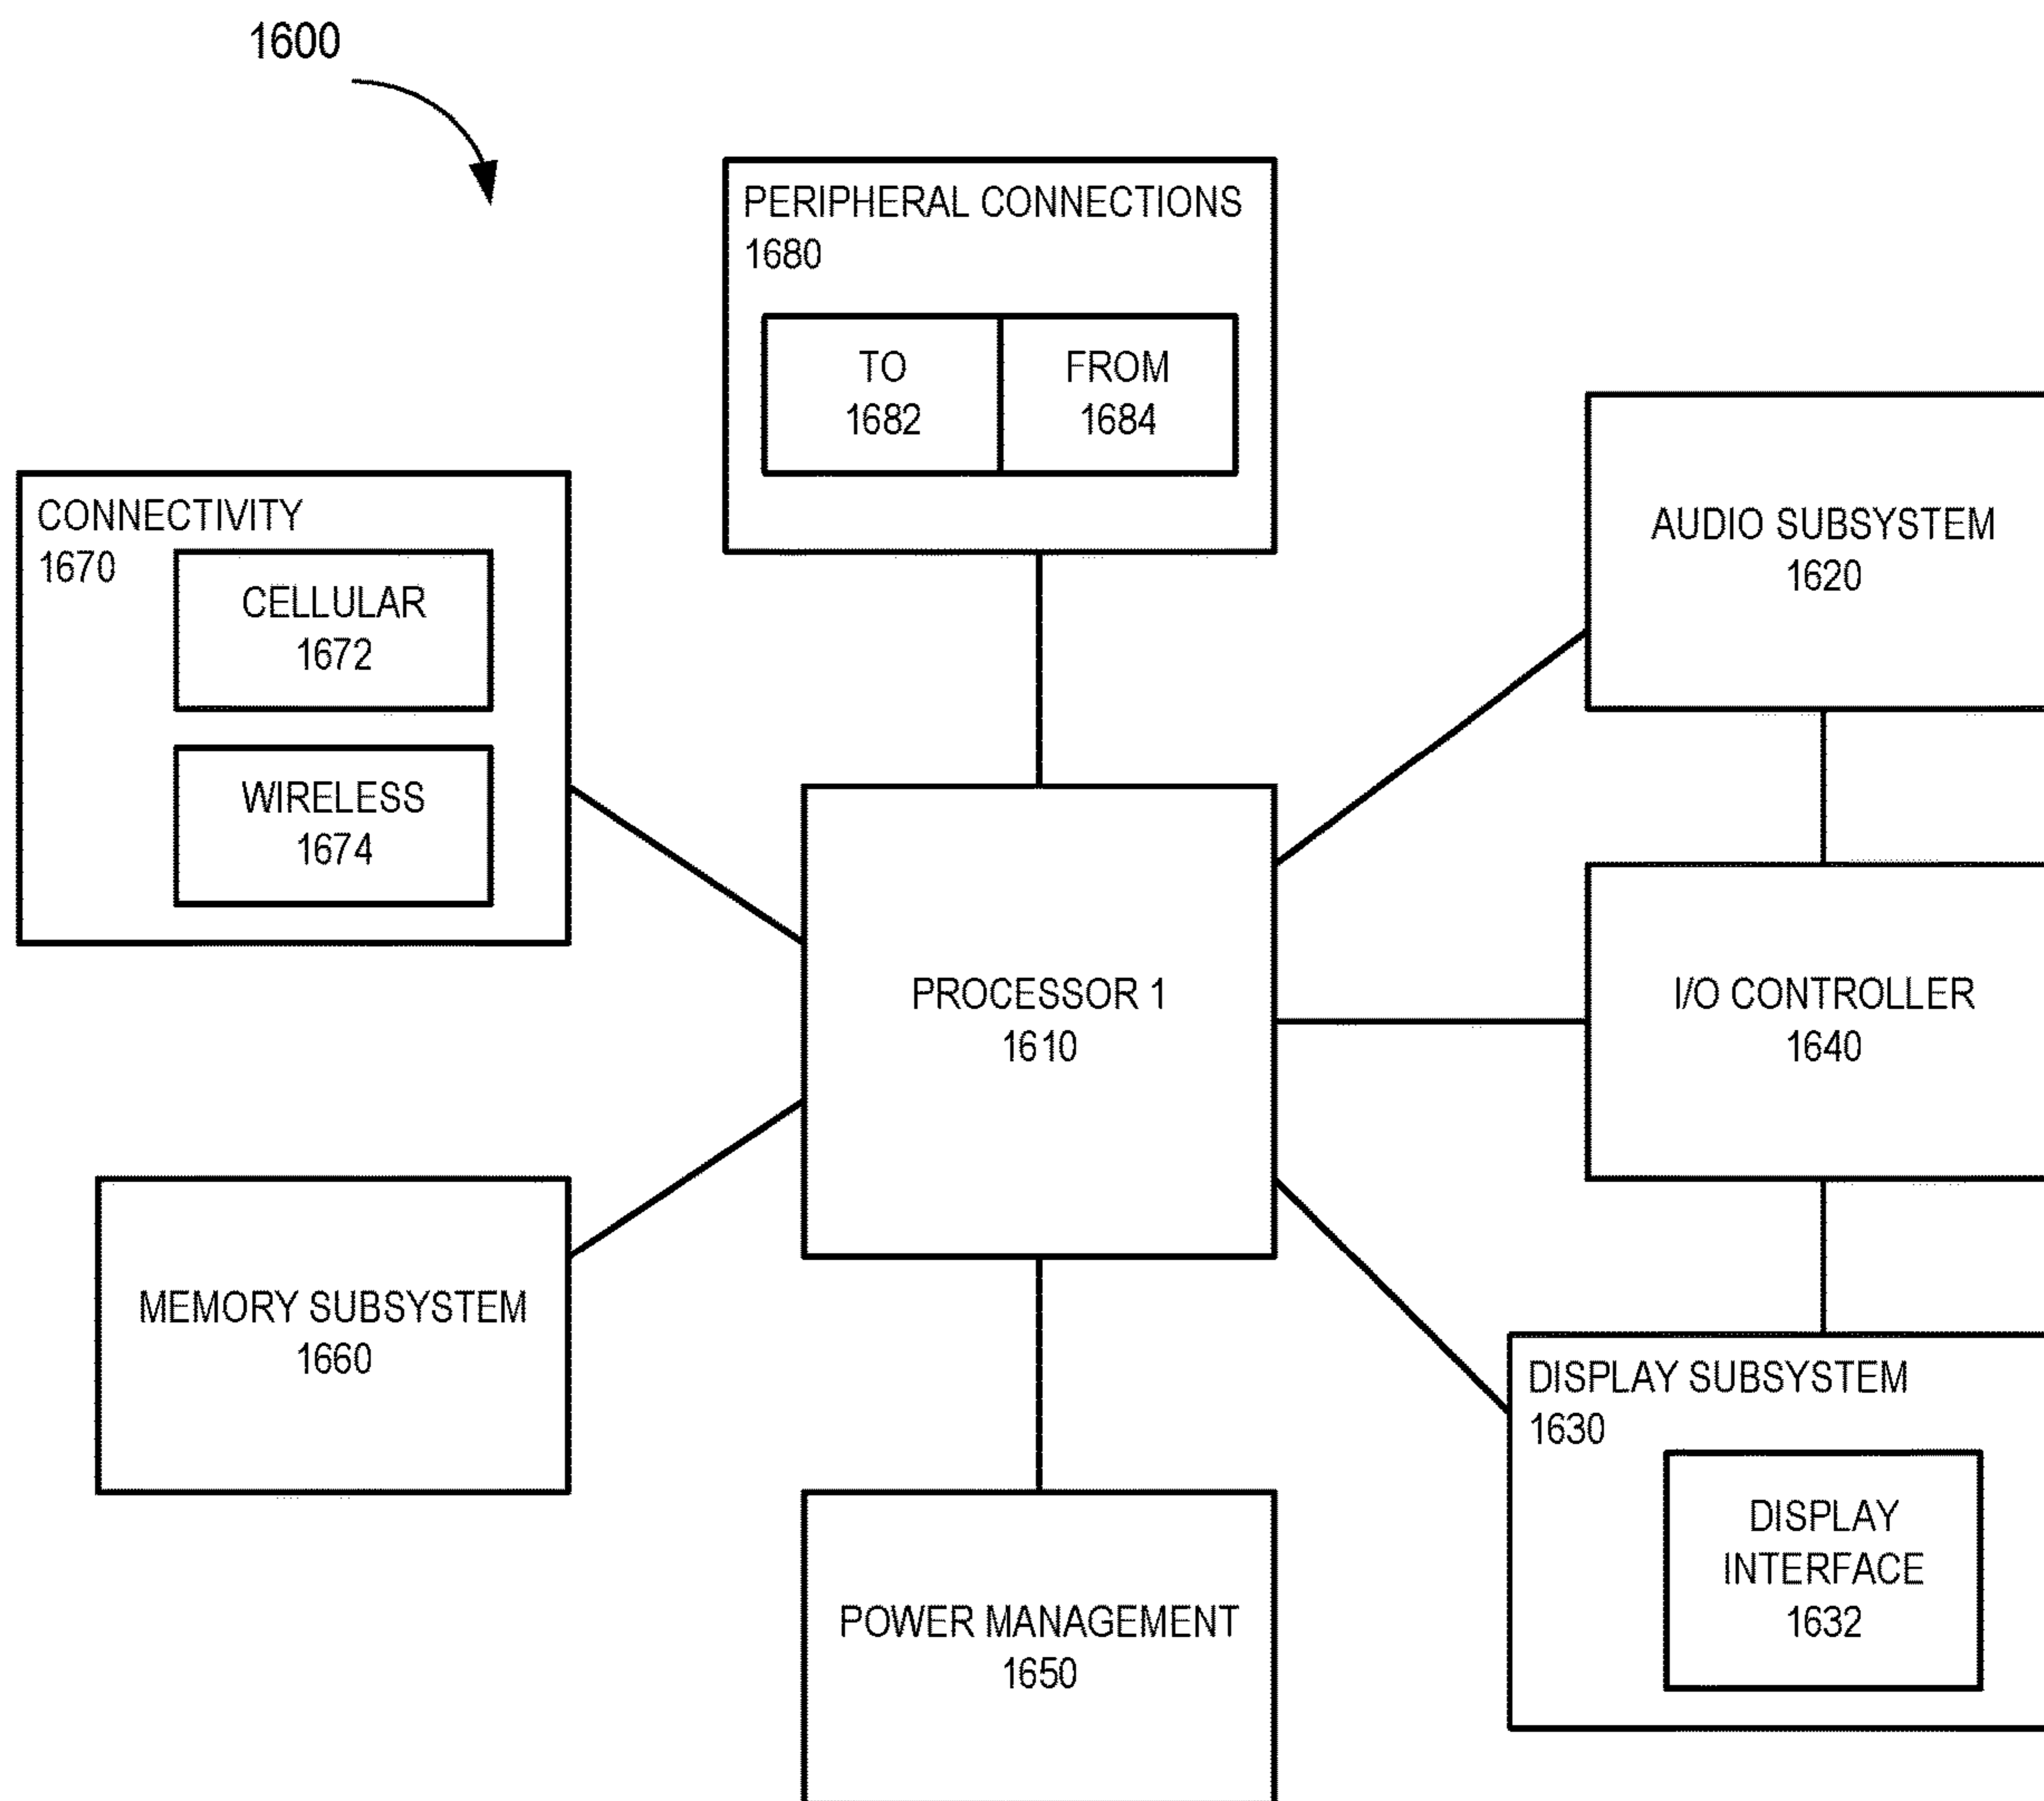 1600
PERIPHERAL CONNECTIONS
1680
TO
1682
FROM
1684
CONNECTIVITY
1670
CELLULAR
1672
WIRELESS
1674
AUDIO SUBSYSTEM
1620
PROCESSOR 1
1610
I/O CONTROLLER
1640
MEMORY SUBSYSTEM
1660
DISPLAY SUBSYSTEM
1630
DISPLAY
INTERFACE
1632
POWER MANAGEMENT
1650